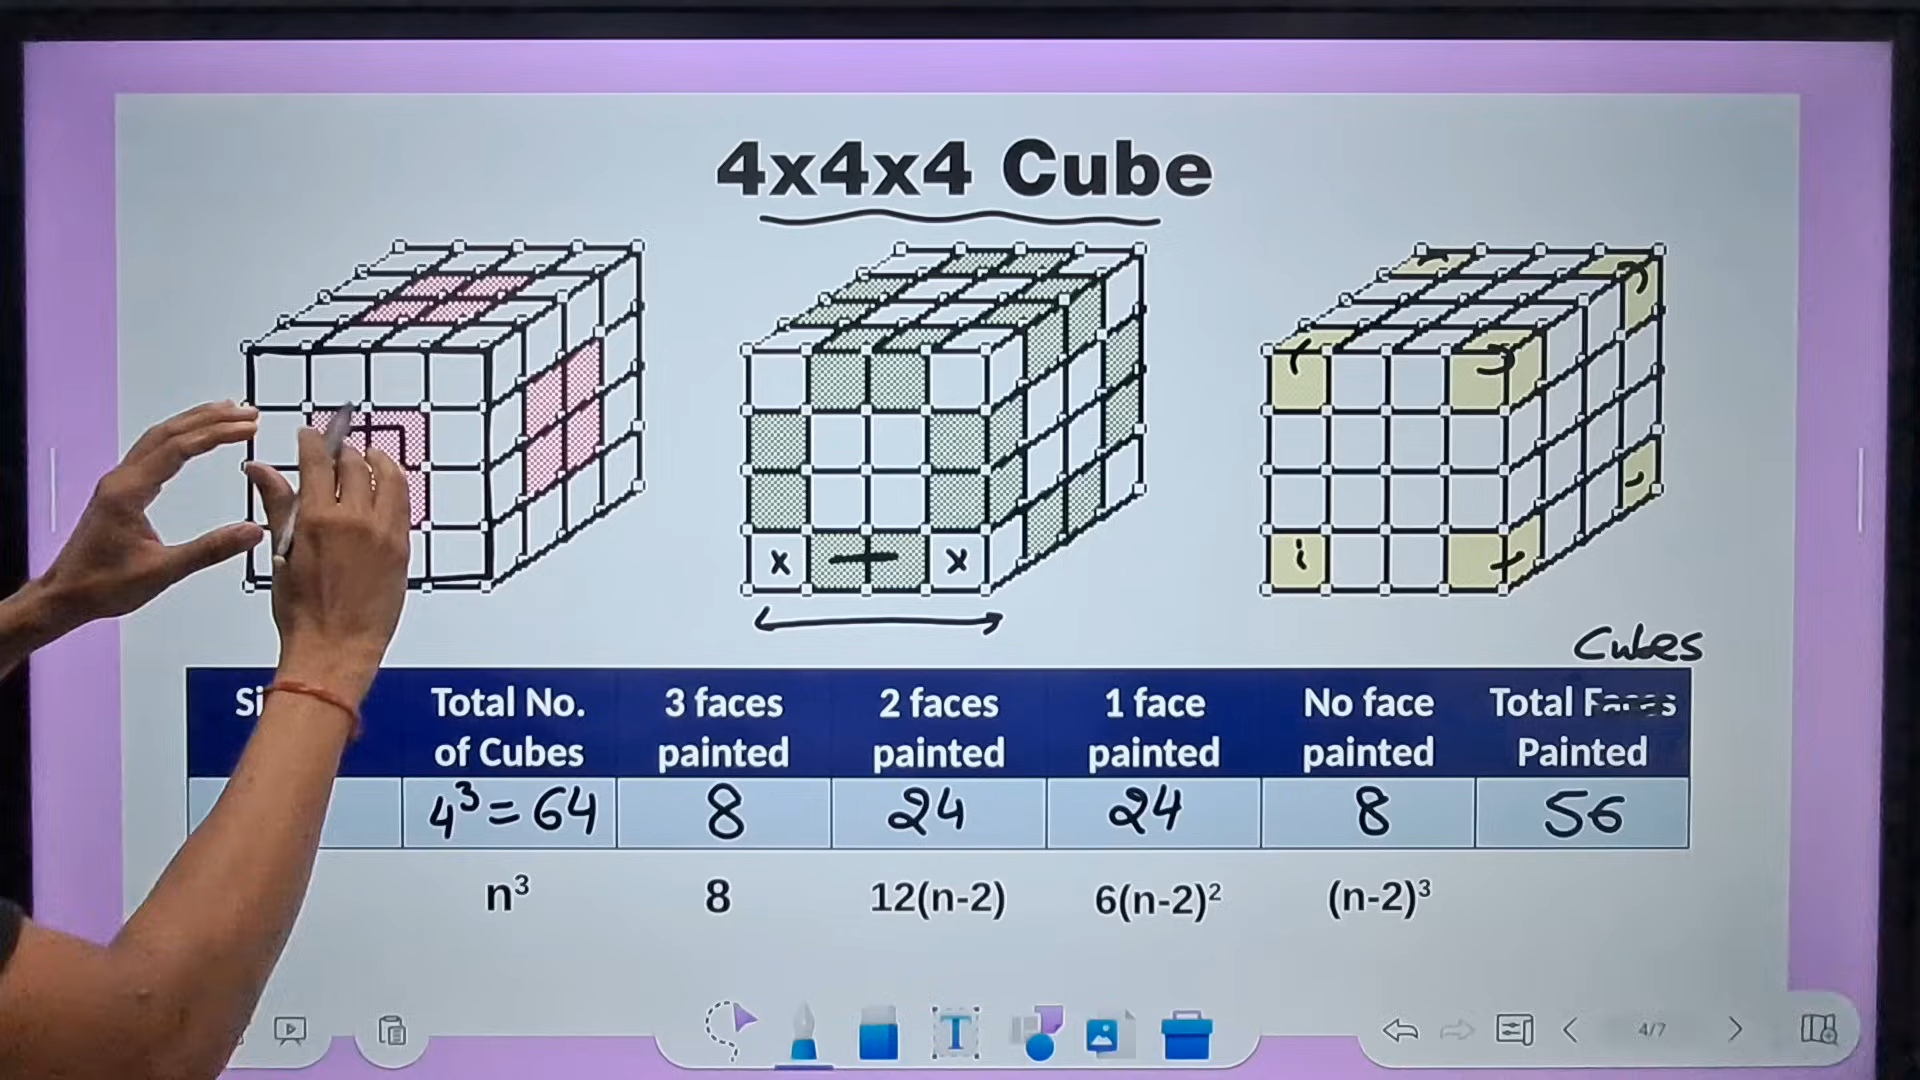 4x4x4 Cube
x + x
Cubes
Si
Total No.
of Cubes
3 faces
painted
2 faces
painted
1 face
painted
No face
painted
Total Faces
Painted
4³ = 64
8
24
24
8
56
n³
8
12(n-2)
6(n-2)²
(n-2)³
T
4/7